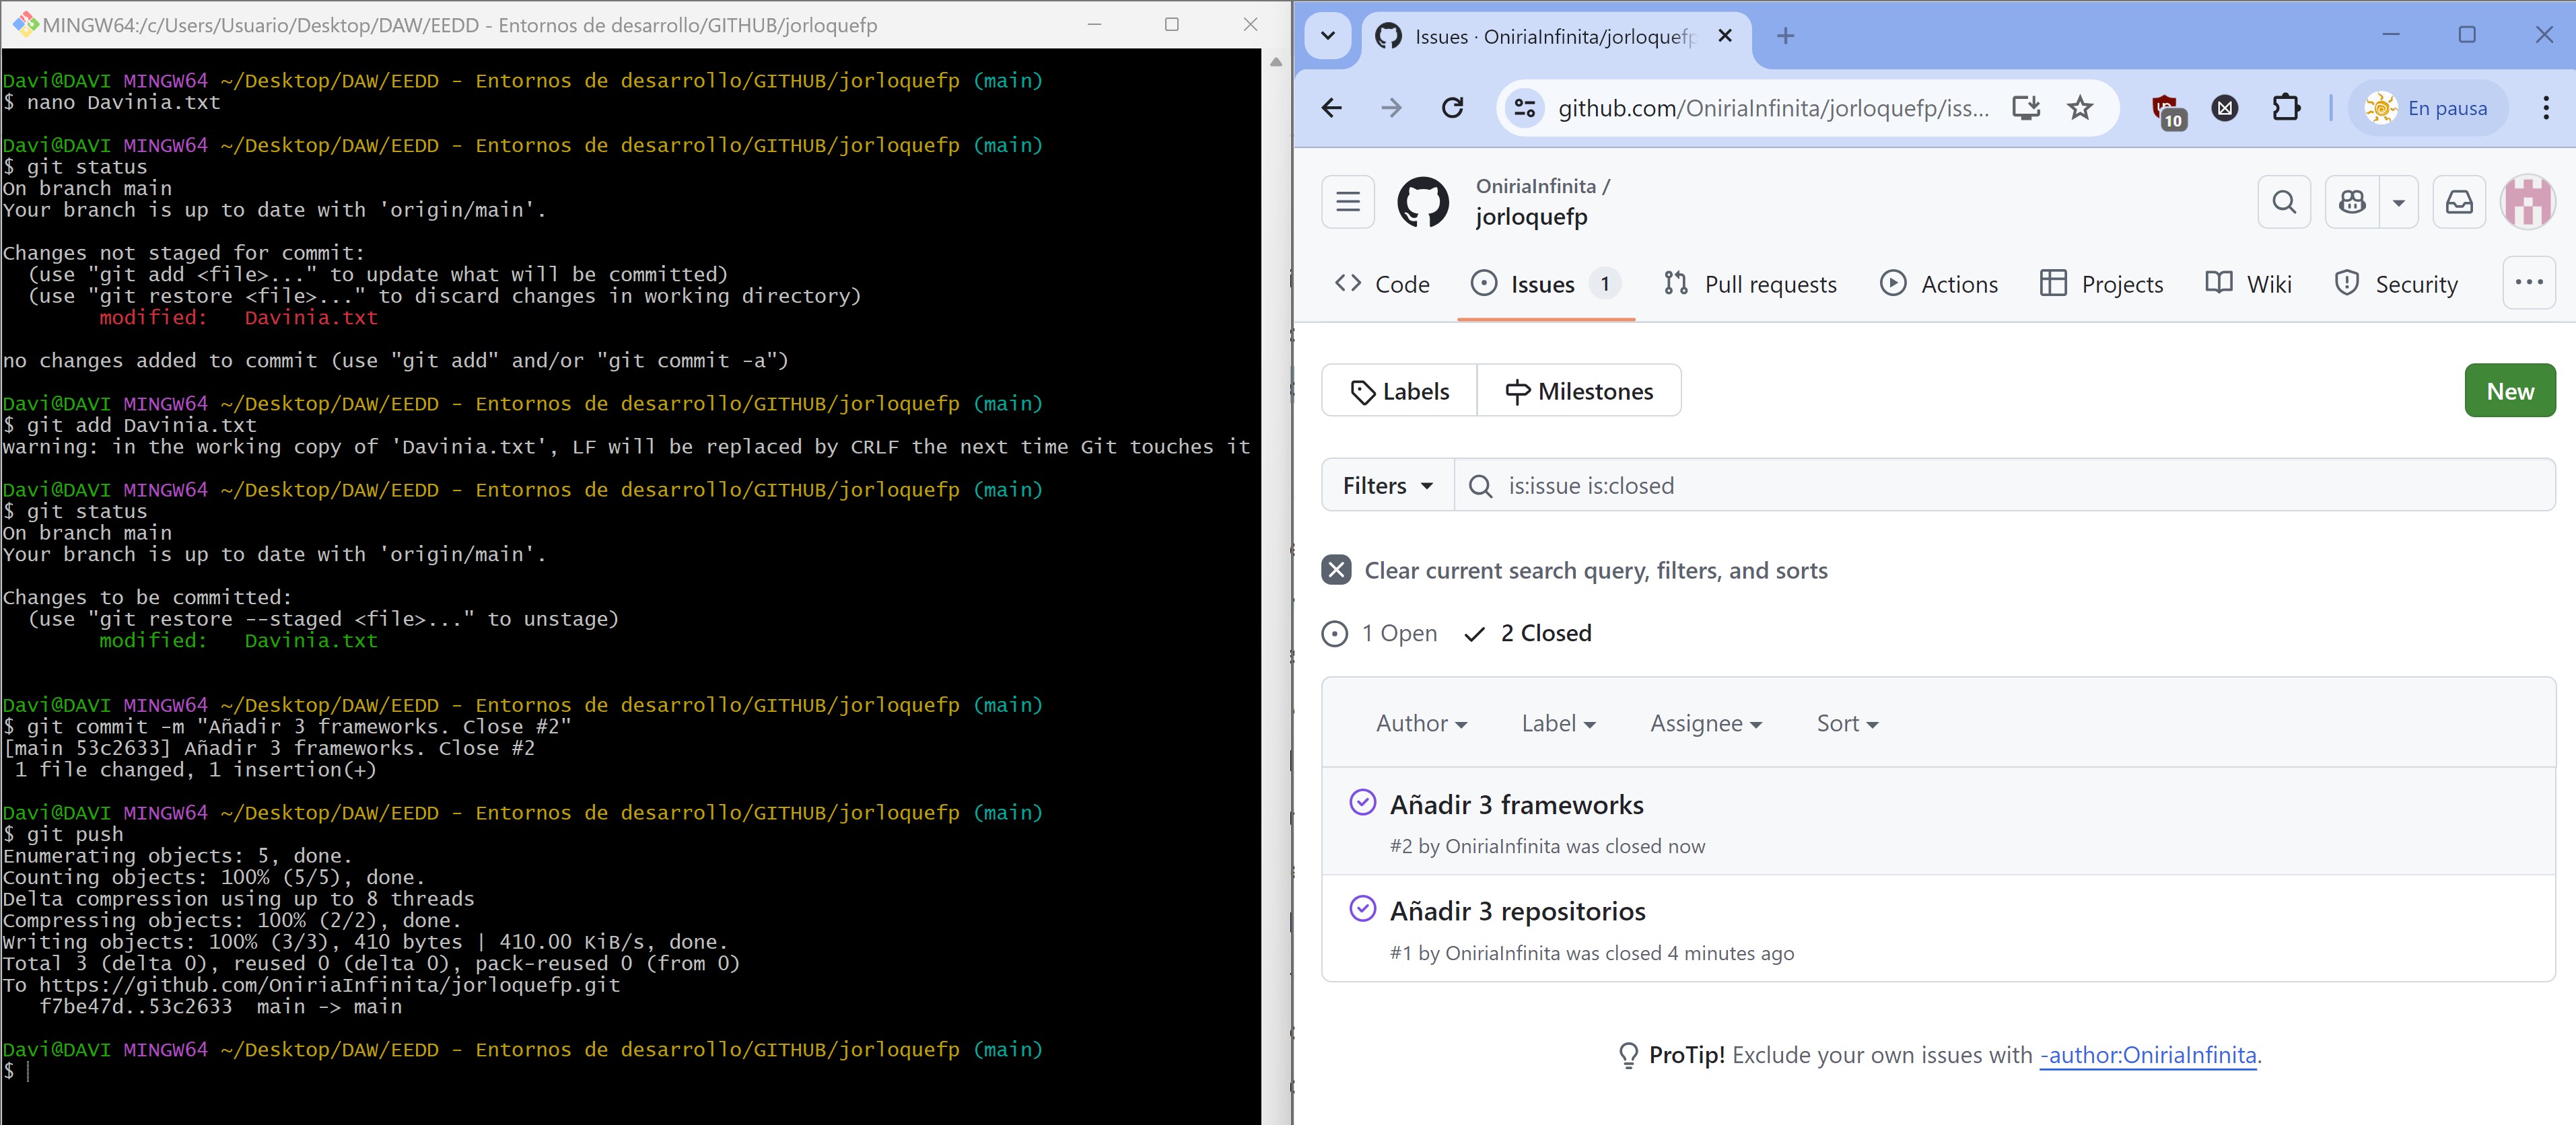 MINGW64:/c/Users/Usuario/Desktop/DAW/EEDD - Entornos de desarrollo/GITHUB/jorloquefp
Davi@DAVI MINGW64 ~/Desktop/DAW/EEDD - Entornos de desarrollo/GITHUB/jorloquefp (main)
$ nano Davinia.txt
Davi@DAVI MINGW64 ~/Desktop/DAW/EEDD - Entornos de desarrollo/GITHUB/jorloquefp (main)
$ git status
On branch main
Your branch is up to date with 'origin/main'.
Changes not staged for commit:
(use "git add <file>..." to update what will be committed)
(use "git restore <file>..." to discard changes in working directory)
modified: Davinia.txt
no changes added to commit (use "git add" and/or "git commit -a")
Davi@DAVI MINGW64 ~/Desktop/DAW/EEDD - Entornos de desarrollo/GITHUB/jorloquefp (main)
$ git add Davinia.txt
warning: in the working copy of 'Davinia.txt', LF will be replaced by CRLF the next time Git touches it
Davi@DAVI MINGW64 ~/Desktop/DAW/EEDD - Entornos de desarrollo/GITHUB/jorloquefp (main)
$ git status
On branch main
Your branch is up to date with 'origin/main'.
Changes to be committed:
(use "git restore --staged <file>..." to unstage)
modified: Davinia.txt
Davi@DAVI MINGW64 ~/Desktop/DAW/EEDD - Entornos de desarrollo/GITHUB/jorloquefp (main)
$ git commit -m "Añadir 3 frameworks. Close #2"
[main 53c2633] Añadir 3 frameworks. Close #2
1 file changed, 1 insertion(+)
Davi@DAVI MINGW64 ~/Desktop/DAW/EEDD - Entornos de desarrollo/GITHUB/jorloquefp (main)
$ git push
Enumerating objects: 5, done.
Counting objects: 100% (5/5), done.
Delta compression using up to 8 threads
Compressing objects: 100% (2/2), done.
Writing objects: 100% (3/3), 410 bytes | 410.00 KiB/s, done.
Total 3 (delta 0), reused 0 (delta 0), pack-reused 0 (from 0)
To https://github.com/OniriaInfinita/jorloquefp.git
f7be47d..53c2633 main -> main
Davi@DAVI MINGW64 ~/Desktop/DAW/EEDD - Entornos de desarrollo/GITHUB/jorloquefp (main)
$
Issues · OniriaInfinita/jorloquefp
github.com/OniriaInfinita/jorloquefp/iss...
10
En pausa
OniriaInfinita /
jorloquefp
Code Issues 1 Pull requests Actions Projects Wiki Security
Labels Milestones New
Filters is:issue is:closed
Clear current search query, filters, and sorts
1 Open 2 Closed
Author Label Assignee Sort
Añadir 3 frameworks
#2 by OniriaInfinita was closed now
Añadir 3 repositorios
#1 by OniriaInfinita was closed 4 minutes ago
ProTip! Exclude your own issues with -author:OniriaInfinita.